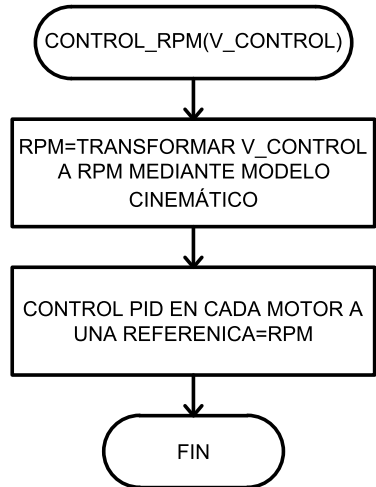 CONTROL_RPM(V_CONTROL)
RPM=TRANSFORMAR V_CONTROL
A RPM MEDIANTE MODELO
CINEMÁTICO
CONTROL PID EN CADA MOTOR A
UNA REFERENICA=RPM
FIN